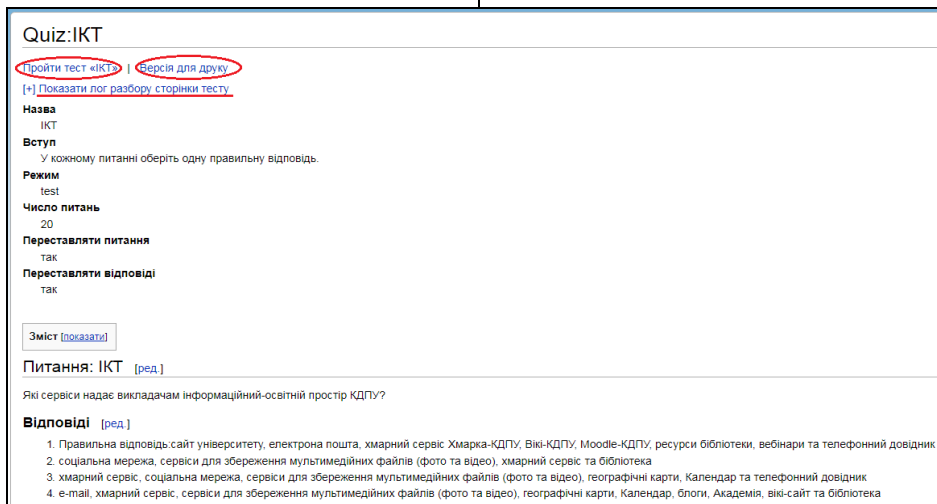 Quiz:ІКТ
Пройти тест «ІКТ» | Версія для друку
[+] Показати лог разбору сторінки тесту
Назва
ІКТ
Вступ
У кожному питанні оберіть одну правильну відповідь.
Режим
test
Число питань
20
Переставляти питання
так
Переставляти відповіді
так
Зміст [показати]
Питання: ІКТ [ред.]
Які сервіси надає викладачам інформаційний-освітній простір КДПУ?
Відповіді [ред.]
1. Правильна відповідь:сайт університету, електрона пошта, хмарний сервіс Хмарка-КДПУ, Вікі-КДПУ, Moodle-КДПУ, ресурси бібліотеки, вебінари та телефонний довідник
2. соціальна мережа, сервіси для збереження мультимедійних файлів (фото та відео), хмарний сервіс та бібліотека
3. хмарний сервіс, соціальна мережа, сервіси для збереження мультимедійних файлів (фото та відео), географічні карти, Календар та телефонний довідник
4. e-mail, хмарний сервіс, сервіси для збереження мультимедійних файлів (фото та відео), географічні карти, Календар, блоги, Академія, вікі-сайт та бібліотека